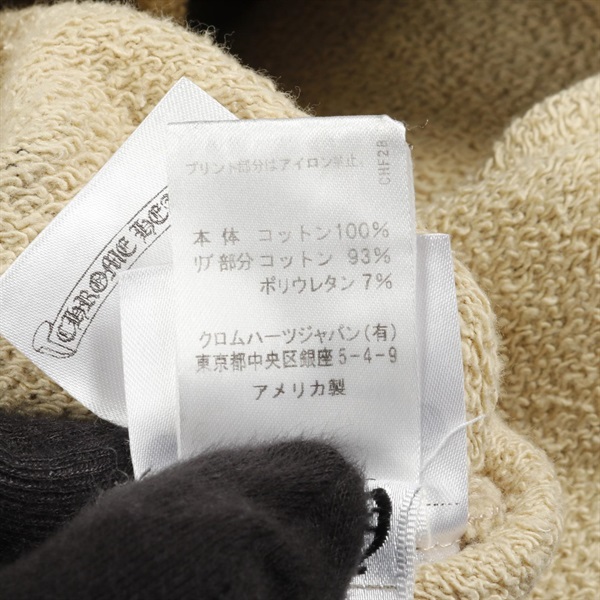 プリント部分はアイロン禁止
CHF28
本体 コットン100%
リブ部分コットン 93%
ポリウレタン 7%
クロムハーツジャパン(有)
東京都中央区銀座5-4-9
アメリカ製
CHROME HE